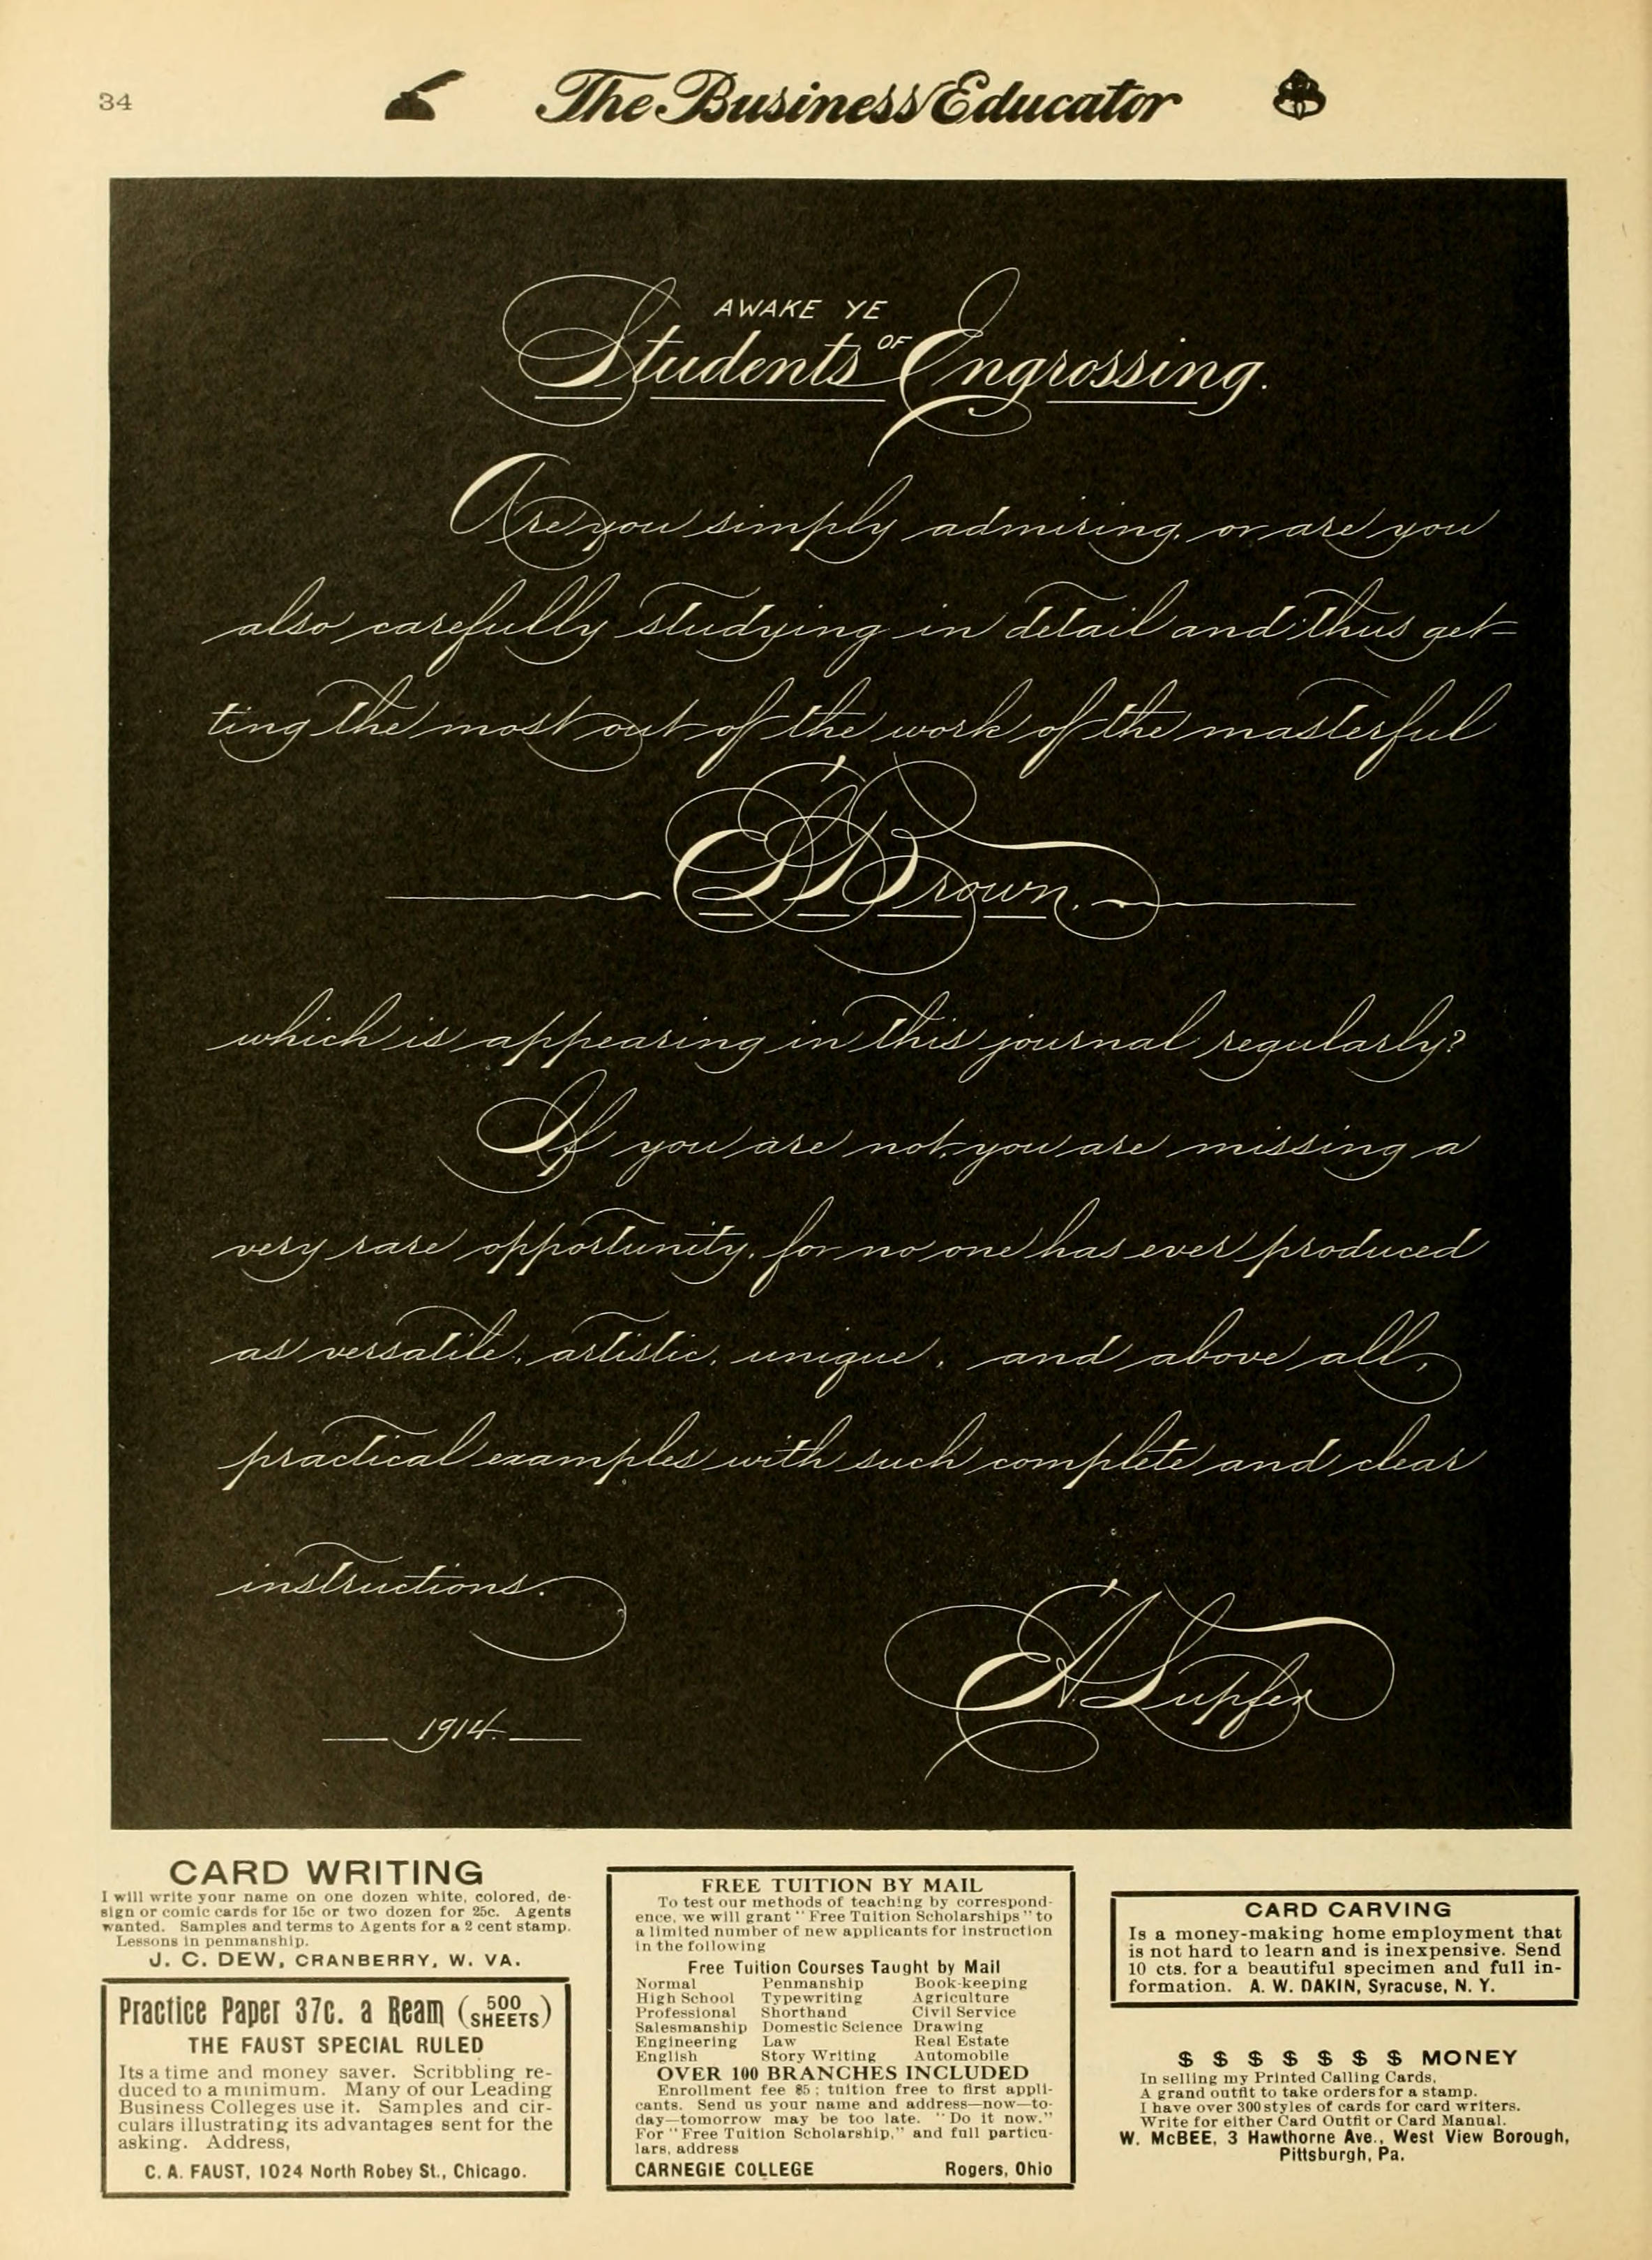 34
The Business Educator
AWAKE YE
Students OF Engrossing.
Are you simply admiring, or are you
also carefully studying in detail and thus get-
ting the most out of the work of the masterful
E. L. Brown.
which is appearing in this journal regularly?
If you are not, you are missing a
very rare opportunity, for no one has ever produced
as versatile, artistic, unique, and above all,
practical examples with such complete and clear
instructions.
E. A. Lupfer
1914.
CARD WRITING
I will write your name on one dozen white, colored, de-
sign or comic cards for 15c or two dozen for 25c. Agents
wanted. Samples and terms to Agents for a 2 cent stamp.
Lessons in penmanship.
J. C. DEW, CRANBERRY, W. VA.
Practice Paper 37c. a Ream (500 SHEETS)
THE FAUST SPECIAL RULED
Its a time and money saver. Scribbling re-
duced to a minimum. Many of our Leading
Business Colleges use it. Samples and cir-
culars illustrating its advantages sent for the
asking. Address,
C. A. FAUST, 1024 North Robey St., Chicago.
FREE TUITION BY MAIL
To test our methods of teaching by correspond-
ence, we will grant "Free Tuition Scholarships" to
a limited number of new applicants for instruction
in the following
Free Tuition Courses Taught by Mail
Normal Penmanship Book-keeping
High School Typewriting Agriculture
Professional Shorthand Civil Service
Salesmanship Domestic Science Drawing
Engineering Law Real Estate
English Story Writing Automobile
OVER 100 BRANCHES INCLUDED
Enrollment fee $5; tuition free to first appli-
cants. Send us your name and address—now—to-
day—tomorrow may be too late. "Do it now."
For "Free Tuition Scholarship," and full particu-
lars, address
CARNEGIE COLLEGE Rogers, Ohio
CARD CARVING
Is a money-making home employment that
is not hard to learn and is inexpensive. Send
10 cts. for a beautiful specimen and full in-
formation. A. W. DAKIN, Syracuse, N. Y.
$ $ $ $ $ $ $ MONEY
In selling my Printed Calling Cards.
A grand outfit to take orders for a stamp.
I have over 300 styles of cards for card writers.
Write for either Card Outfit or Card Manual.
W. McBEE, 3 Hawthorne Ave., West View Borough,
Pittsburgh, Pa.